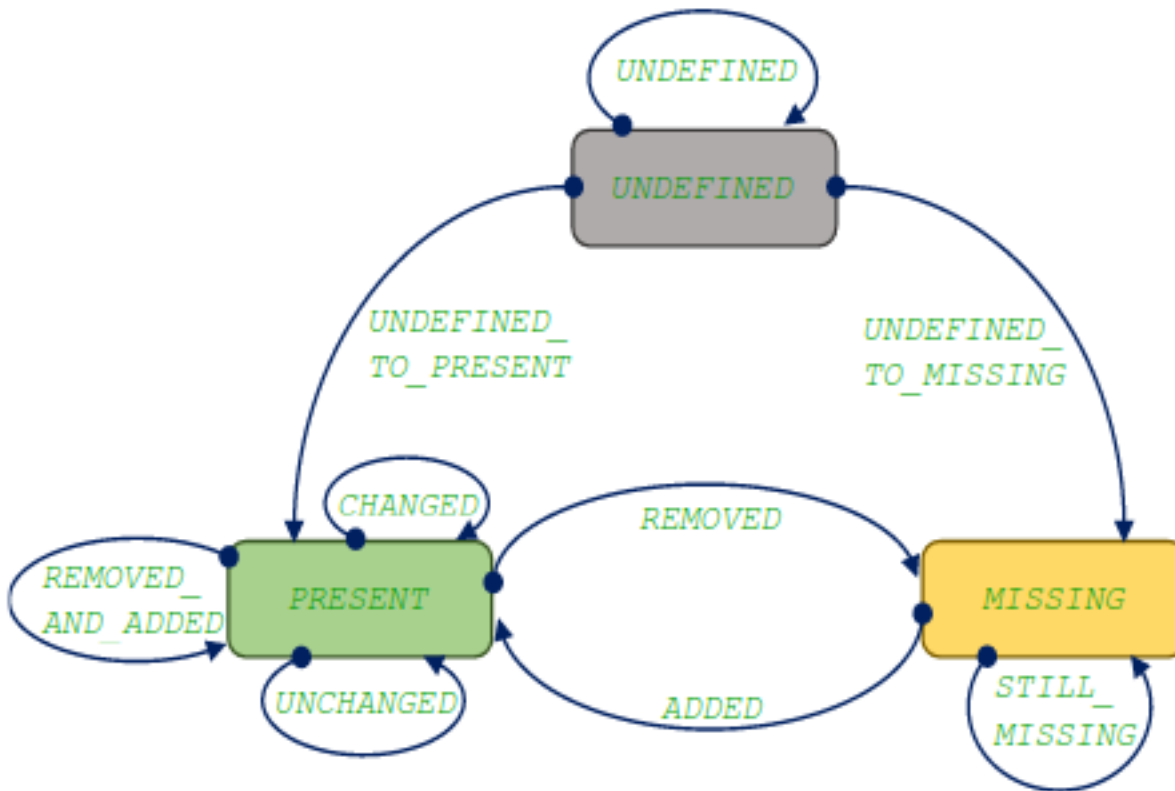 UNDEFINED
UNDEFINED
UNDEFINED_
TO_PRESENT
UNDEFINED_
TO_MISSING
CHANGED
REMOVED
REMOVED_
AND_ADDED
PRESENT
MISSING
UNCHANGED
ADDED
STILL_
MISSING